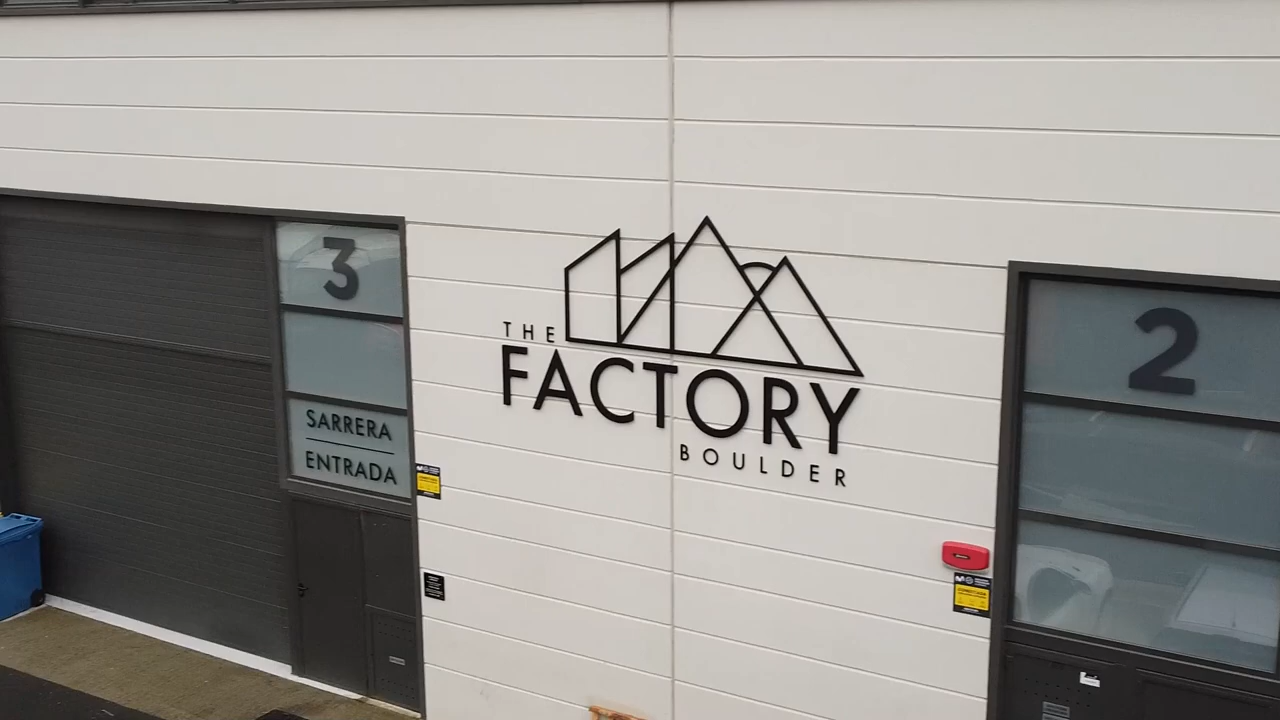 3
SARRERA
ENTRADA
THE
FACTORY
BOULDER
2